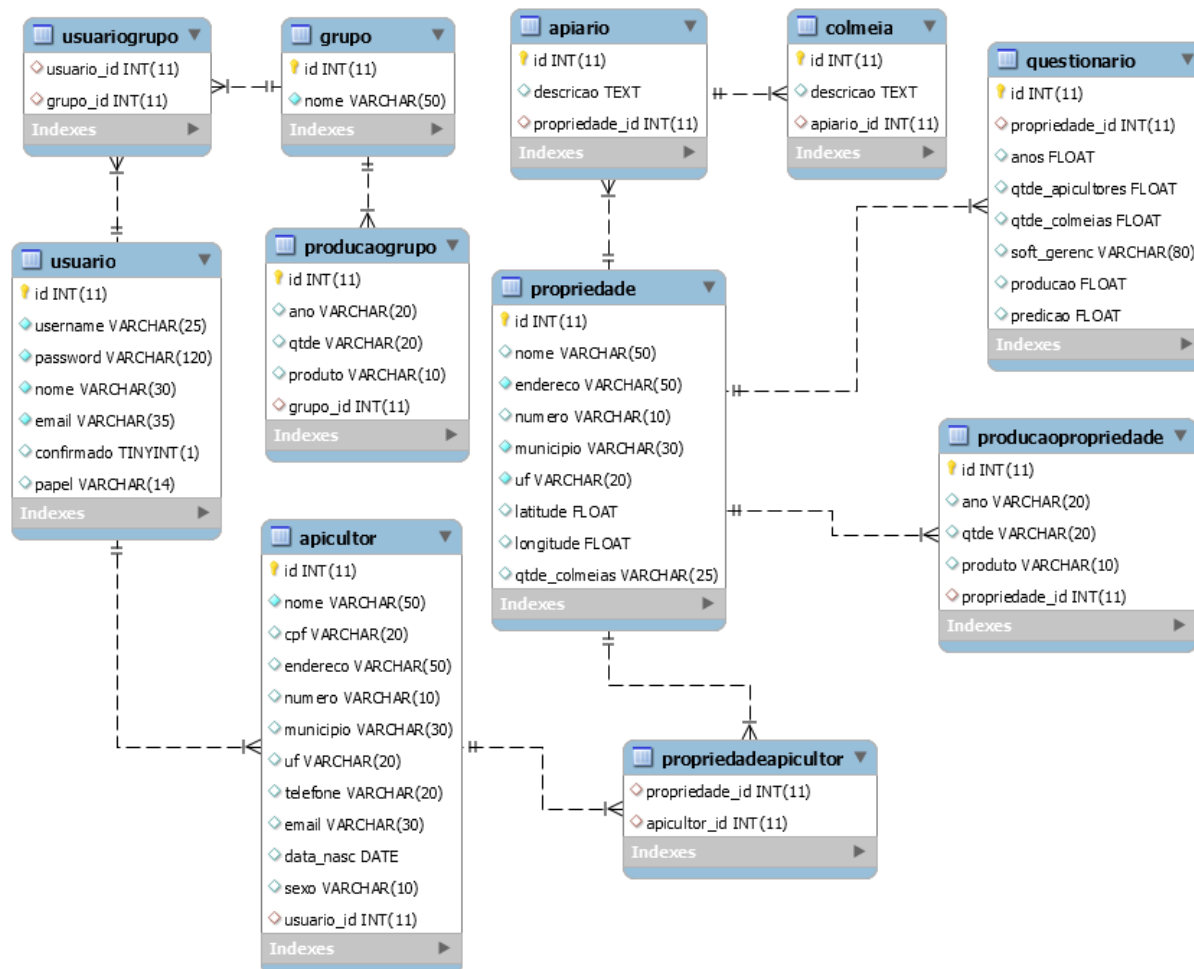 usuariogrupo
usuario_id INT(11)
grupo_id INT(11)
Indexes
grupo
id INT(11)
nome VARCHAR(50)
Indexes
apiario
id INT(11)
descricao TEXT
propriedade_id INT(11)
Indexes
colmeia
id INT(11)
descricao TEXT
apiario_id INT(11)
Indexes
questionario
id INT(11)
propriedade_id INT(11)
anos FLOAT
qtde_apicultores FLOAT
qtde_colmeias FLOAT
soft_gerenc VARCHAR(80)
producao FLOAT
predicao FLOAT
Indexes
usuario
id INT(11)
username VARCHAR(25)
password VARCHAR(120)
nome VARCHAR(30)
email VARCHAR(35)
confirmado TINYINT(1)
papel VARCHAR(14)
Indexes
producaogrupo
id INT(11)
ano VARCHAR(20)
qtde VARCHAR(20)
produto VARCHAR(10)
grupo_id INT(11)
Indexes
propriedade
id INT(11)
nome VARCHAR(50)
endereco VARCHAR(50)
numero VARCHAR(10)
municipio VARCHAR(30)
uf VARCHAR(20)
latitude FLOAT
longitude FLOAT
qtde_colmeias VARCHAR(25)
Indexes
producaopropriedade
id INT(11)
ano VARCHAR(20)
qtde VARCHAR(20)
produto VARCHAR(10)
propriedade_id INT(11)
Indexes
apicultor
id INT(11)
nome VARCHAR(50)
cpf VARCHAR(20)
endereco VARCHAR(50)
numero VARCHAR(10)
municipio VARCHAR(30)
uf VARCHAR(20)
telefone VARCHAR(20)
email VARCHAR(30)
data_nasc DATE
sexo VARCHAR(10)
usuario_id INT(11)
Indexes
propriedadeapicultor
propriedade_id INT(11)
apicultor_id INT(11)
Indexes